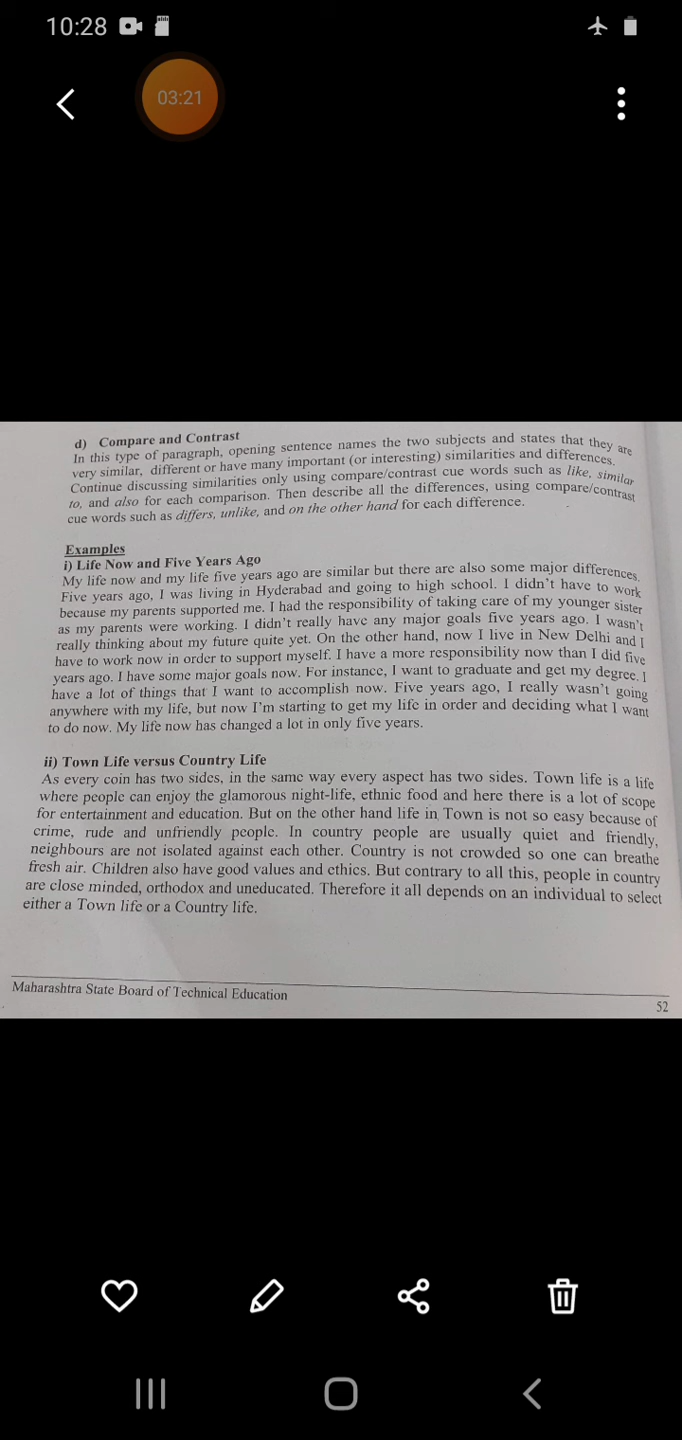 10:28
03:21
d) Compare and Contrast
In this type of paragraph, opening sentence names the two subjects and states that they are
very similar, different or have many important (or interesting) similarities and differences.
Continue discussing similarities only using compare/contrast cue words such as like, similar
to, and also for each comparison. Then describe all the differences, using compare/contrast
cue words such as differs, unlike, and on the other hand for each difference.
Examples
i) Life Now and Five Years Ago
My life now and my life five years ago are similar but there are also some major differences.
Five years ago, I was living in Hyderabad and going to high school. I didn't have to work
because my parents supported me. I had the responsibility of taking care of my younger sister
as my parents were working. I didn't really have any major goals five years ago. I wasn't
really thinking about my future quite yet. On the other hand, now I live in New Delhi and I
have to work now in order to support myself. I have a more responsibility now than I did five
years ago. I have some major goals now. For instance, I want to graduate and get my degree. I
have a lot of things that I want to accomplish now. Five years ago, I really wasn't going
anywhere with my life, but now I'm starting to get my life in order and deciding what I want
to do now. My life now has changed a lot in only five years.
ii) Town Life versus Country Life
As every coin has two sides, in the same way every aspect has two sides. Town life is a life
where people can enjoy the glamorous night-life, ethnic food and here there is a lot of scope
for entertainment and education. But on the other hand life in Town is not so easy because of
crime, rude and unfriendly people. In country people are usually quiet and friendly,
neighbours are not isolated against each other. Country is not crowded so one can breathe
fresh air. Children also have good values and ethics. But contrary to all this, people in country
are close minded, orthodox and uneducated. Therefore it all depends on an individual to select
either a Town life or a Country life.
Maharashtra State Board of Technical Education
52